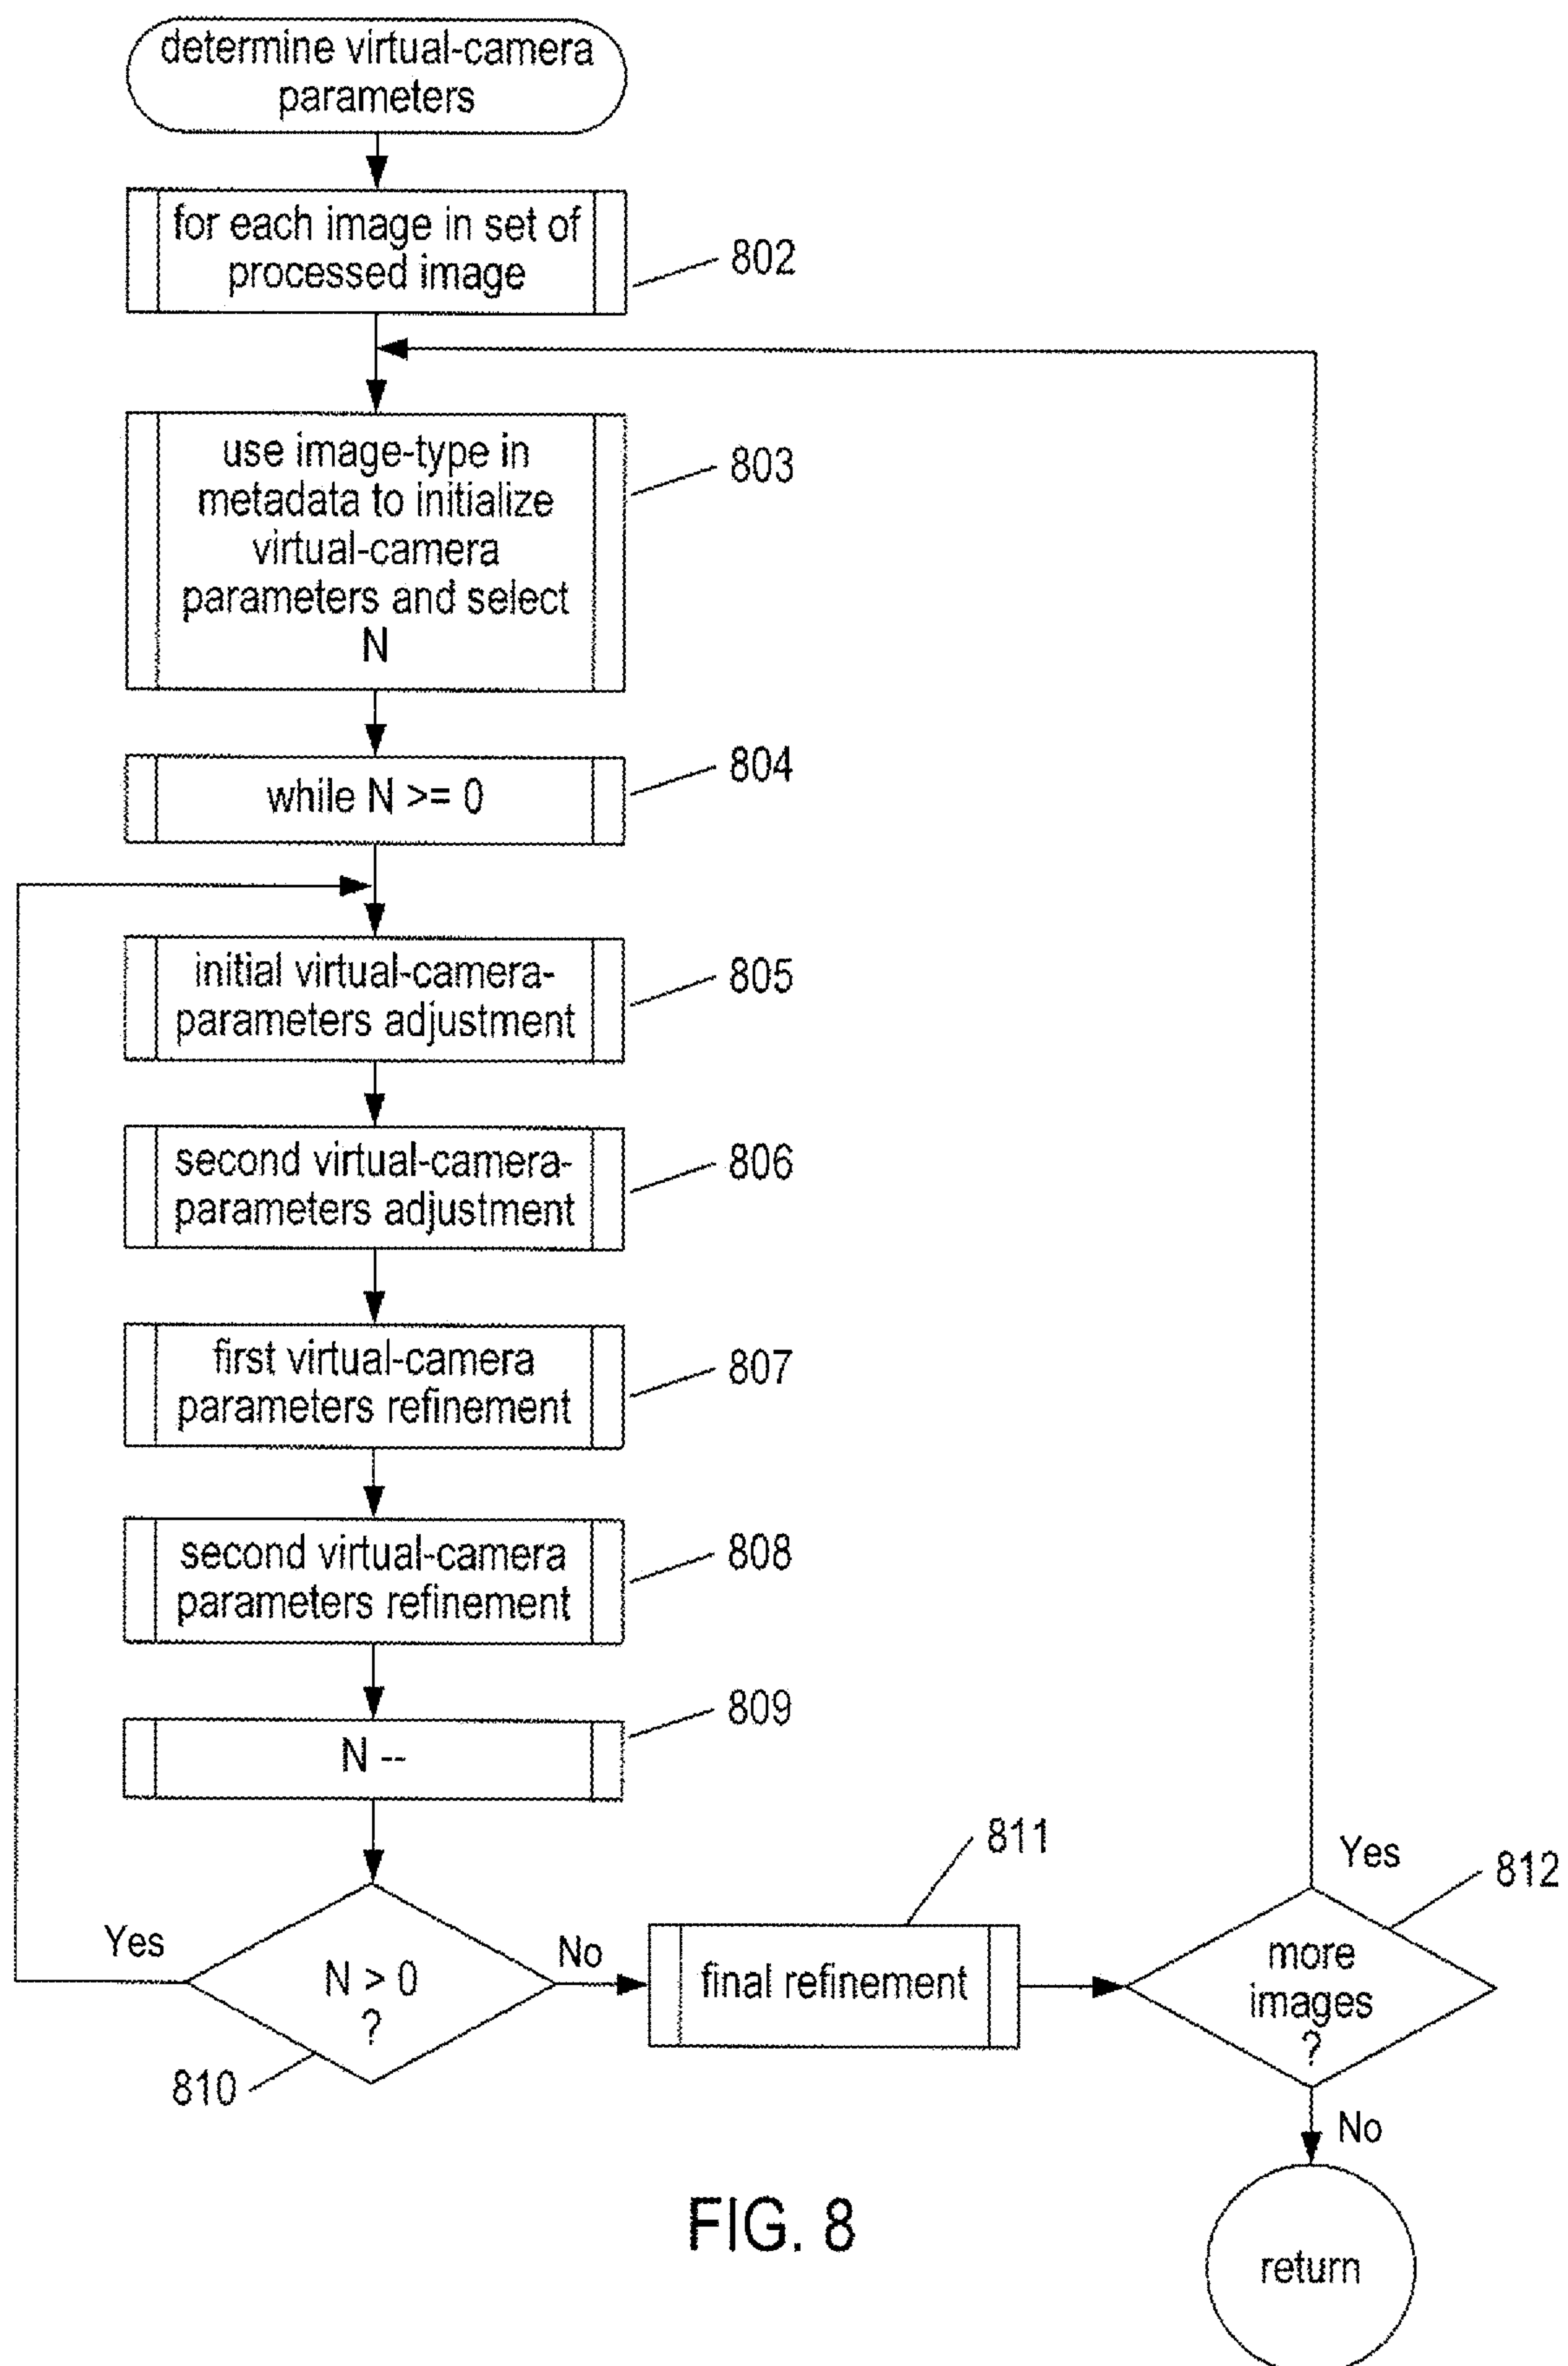 determine virtual-camera
parameters
for each image in set of
processed image
802
use image-type in
metadata to initialize
virtual-camera
parameters and select
N
803
while N >= 0
804
initial virtual-camera-
parameters adjustment
805
second virtual-camera-
parameters adjustment
806
first virtual-camera
parameters refinement
807
second virtual-camera
parameters refinement
808
N --
809
N > 0
?
Yes
No
810
final refinement
811
more
images
?
Yes
812
No
return
FIG. 8